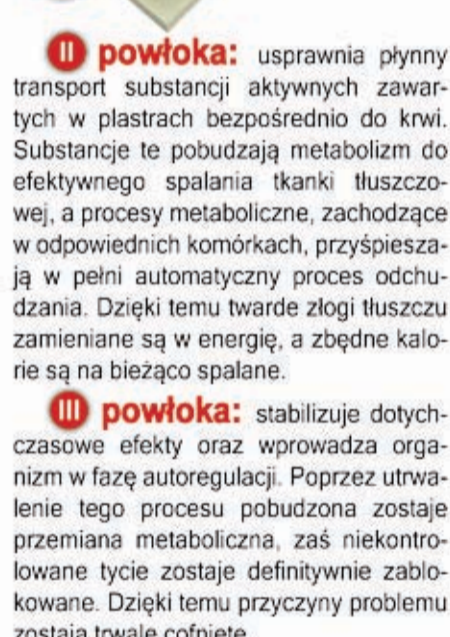 II powłoka: usprawnia płynny
transport substancji aktywnych zawar-
tych w plastrach bezpośrednio do krwi.
Substancje te pobudzają metabolizm do
efektywnego spalania tkanki tłuszczo-
wej, a procesy metaboliczne, zachodzące
w odpowiednich komórkach, przyśpiesza-
ją w pełni automatyczny proces odchu-
dzania. Dzięki temu twarde złogi tłuszczu
zamieniane są w energię, a zbędne kalo-
rie są na bieżąco spalane.
III powłoka: stabilizuje dotych-
czasowe efekty oraz wprowadza orga-
nizm w fazę autoregulacji. Poprzez utrwa-
lenie tego procesu pobudzona zostaje
przemiana metaboliczna, zaś niekontro-
lowane tycie zostaje definitywnie zablo-
kowane. Dzięki temu przyczyny problemu
zostają trwale cofnięte.